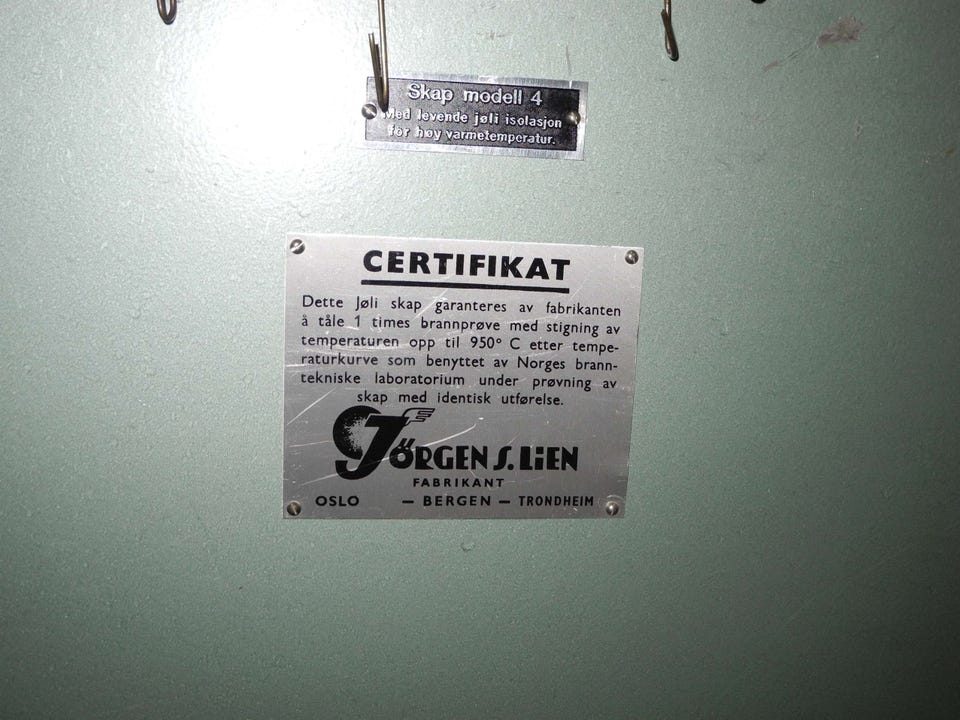 Skap modell 4
Med levende jøli isolasjon
for høy varmetemperatur.
CERTIFIKAT
Dette Jøli skap garanteres av fabrikanten
å tåle 1 times brannprøve med stigning av
temperaturen opp til 950° C etter tempe-
raturkurve som benyttet av Norges brann-
tekniske laboratorium under prøvning av
skap med identisk utførelse.
JÖRGEN S. LIEN
FABRIKANT
OSLO — BERGEN — TRONDHEIM